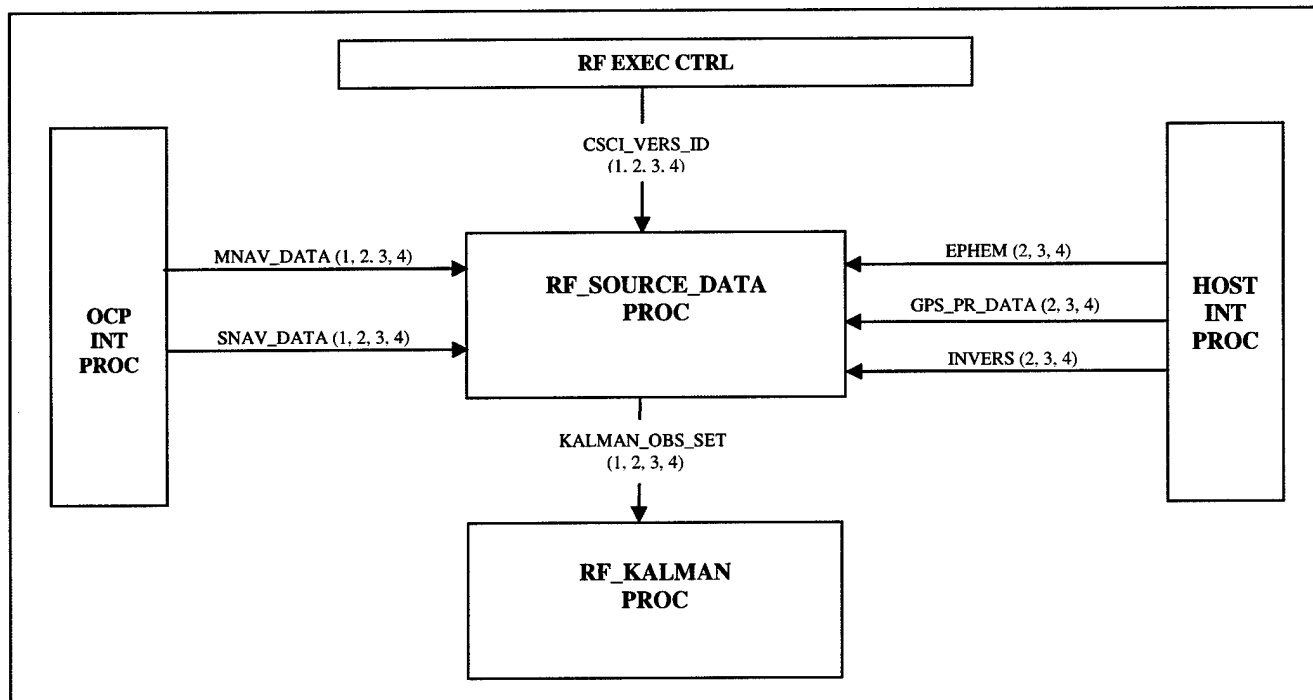 RF EXEC CTRL
CSCI_VERS_ID
(1, 2, 3, 4)
OCP
INT
PROC
MNAV_DATA (1, 2, 3, 4)
SNAV_DATA (1, 2, 3, 4)
RF_SOURCE_DATA
PROC
EPHEM (2, 3, 4)
GPS_PR_DATA (2, 3, 4)
INVERS (2, 3, 4)
HOST
INT
PROC
KALMAN_OBS_SET
(1, 2, 3, 4)
RF_KALMAN
PROC